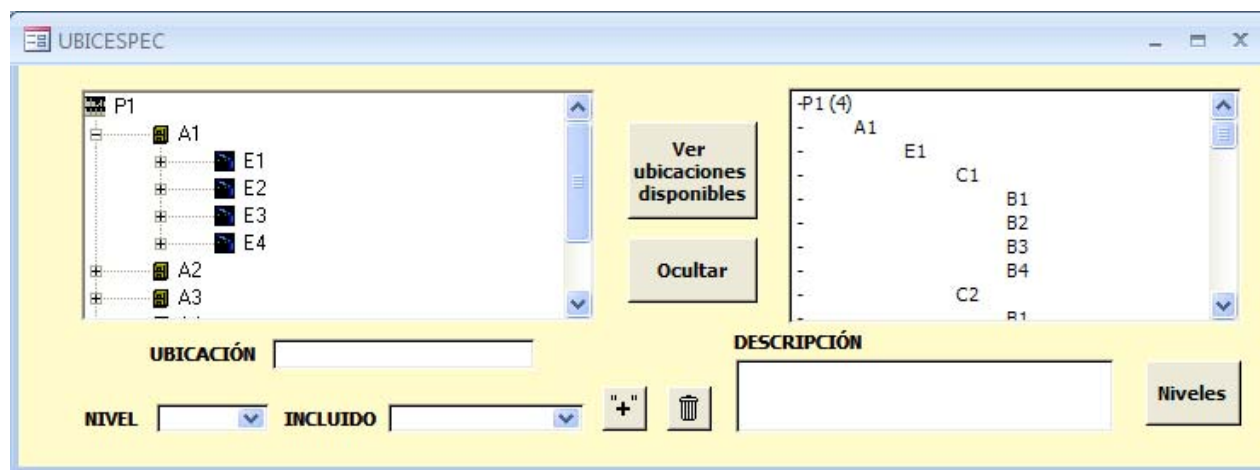 UBICESPEC
P1
A1
E1
E2
E3
E4
A2
A3
Ver
ubicaciones
disponibles
Ocultar
-P1 (4)
- A1
- E1
- C1
- B1
- B2
- B3
- B4
- C2
- B1
UBICACIÓN
DESCRIPCIÓN
NIVEL
INCLUIDO
"+"
Niveles